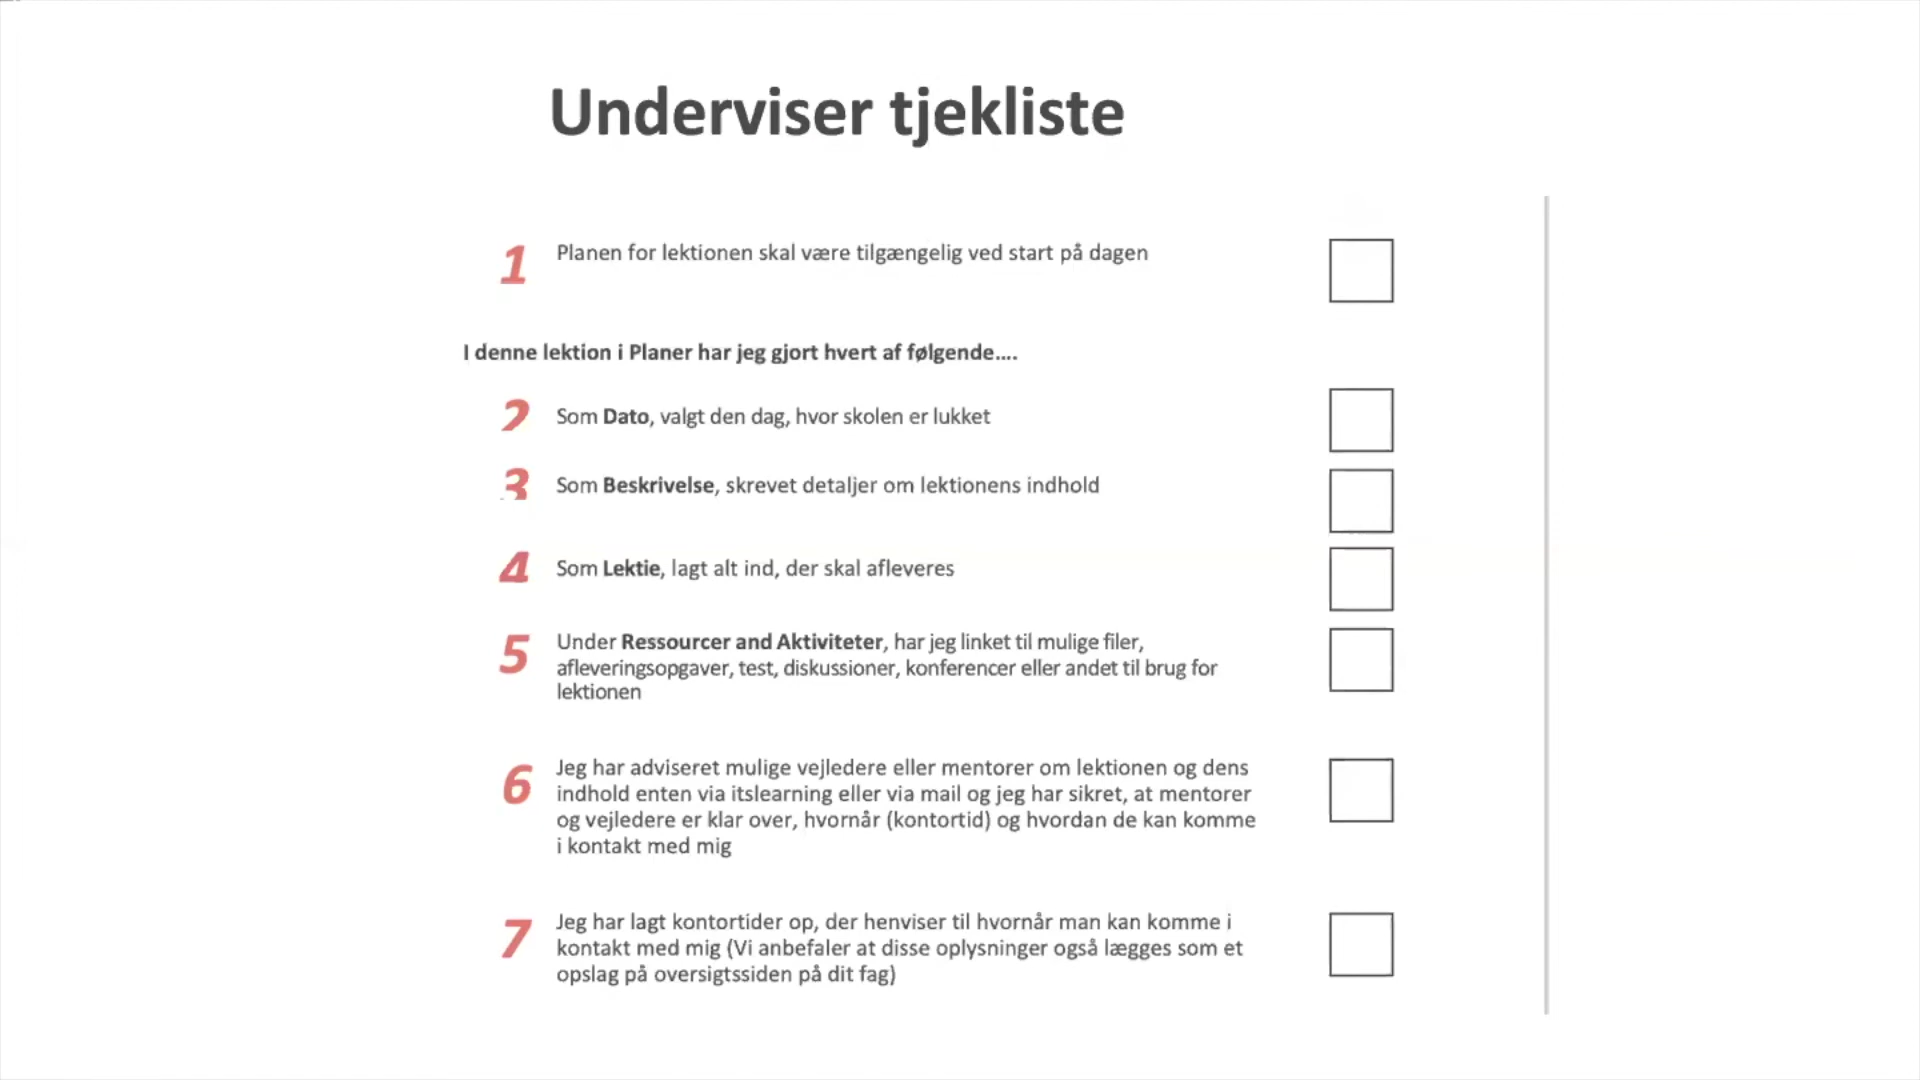 Underviser tjekliste
1 Planen for lektionen skal være tilgængelig ved start på dagen
I denne lektion i Planer har jeg gjort hvert af følgende....
2 Som Dato, valgt den dag, hvor skolen er lukket
3 Som Beskrivelse, skrevet detaljer om lektionens indhold
4 Som Lektie, lagt alt ind, der skal afleveres
5 Under Ressourcer and Aktiviteter, har jeg linket til mulige filer,
afleveringsopgaver, test, diskussioner, konferencer eller andet til brug for
lektionen
6 Jeg har adviseret mulige vejledere eller mentorer om lektionen og dens
indhold enten via itslearning eller via mail og jeg har sikret, at mentorer
og vejledere er klar over, hvornår (kontortid) og hvordan de kan komme
i kontakt med mig
7 Jeg har lagt kontortider op, der henviser til hvornår man kan komme i
kontakt med mig (Vi anbefaler at disse oplysninger også lægges som et
opslag på oversigtssiden på dit fag)